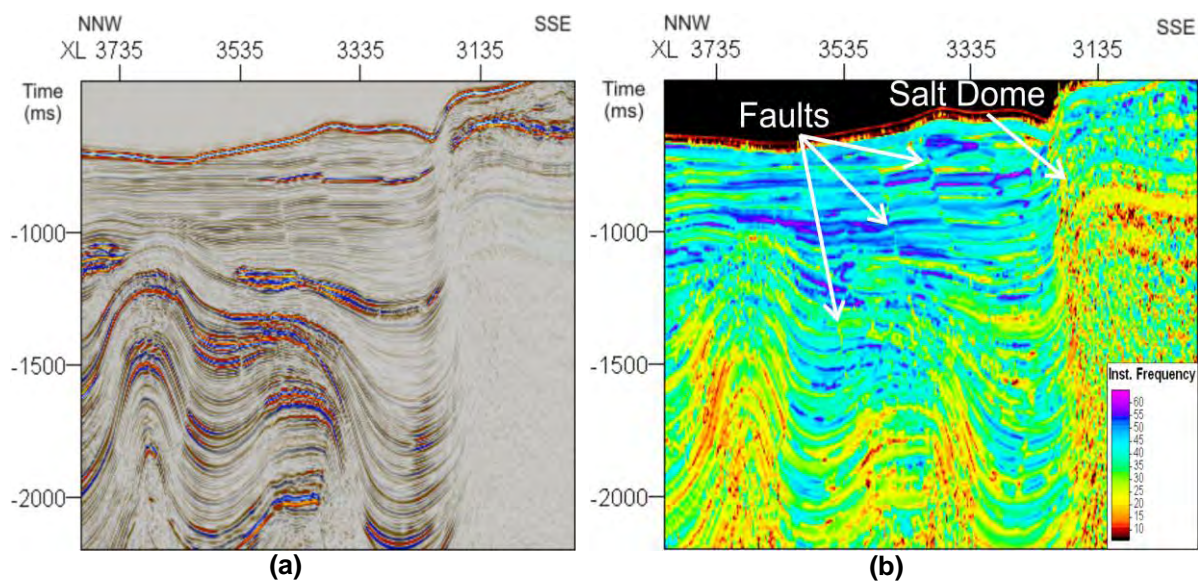 NNW
SSE
XL 3735 3535 3335 3135
Time
(ms)
-1000
-1500
-2000
(a)
NNW
SSE
XL 3735 3535 3335 3135
Time
(ms)
Salt Dome
Faults
-1000
-1500
-2000
Inst. Frequency
60
55
50
45
40
35
30
25
20
15
10
(b)